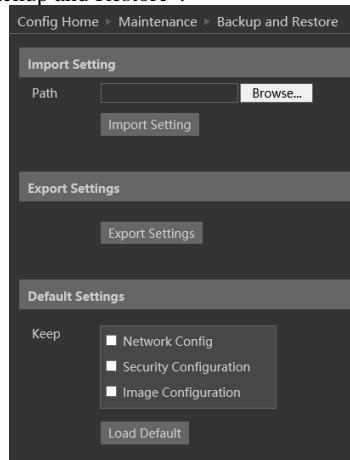 Config Home ▶ Maintenance ▶ Backup and Restore
Import Setting
Path Browse...
Import Setting
Export Settings
Export Settings
Default Settings
Keep
Network Config
Security Configuration
Image Configuration
Load Default